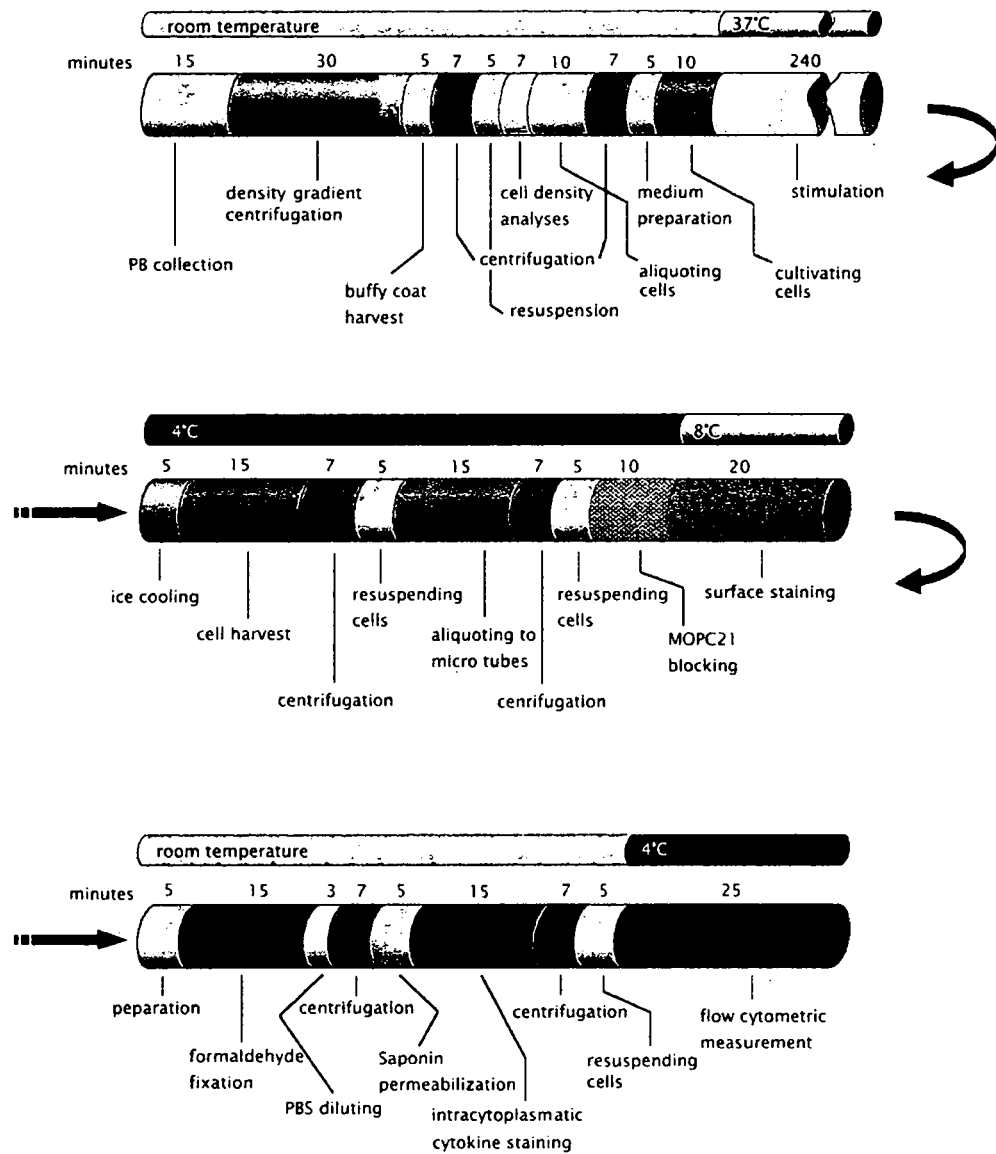 room temperature 37°C
minutes 15 30 5 7 5 7 10 7 5 10 240
density gradient
centrifugation
cell density
analyses
medium
preparation
stimulation
PB collection
centrifugation
aliquoting
cells
cultivating
cells
buffy coat
harvest
resuspension
4°C 8°C
minutes 5 15 7 5 15 7 5 10 20
ice cooling
resuspending
cells
resuspending
cells
surface staining
cell harvest
aliquoting to
micro tubes
MOPC21
blocking
centrifugation
cenrifugation
room temperature 4°C
minutes 5 15 3 7 5 15 7 5 25
peparation
centrifugation
centrifugation
flow cytometric
measurement
formaldehyde
fixation
Saponin
permeabilization
resuspending
cells
PBS diluting
intracytoplasmatic
cytokine staining